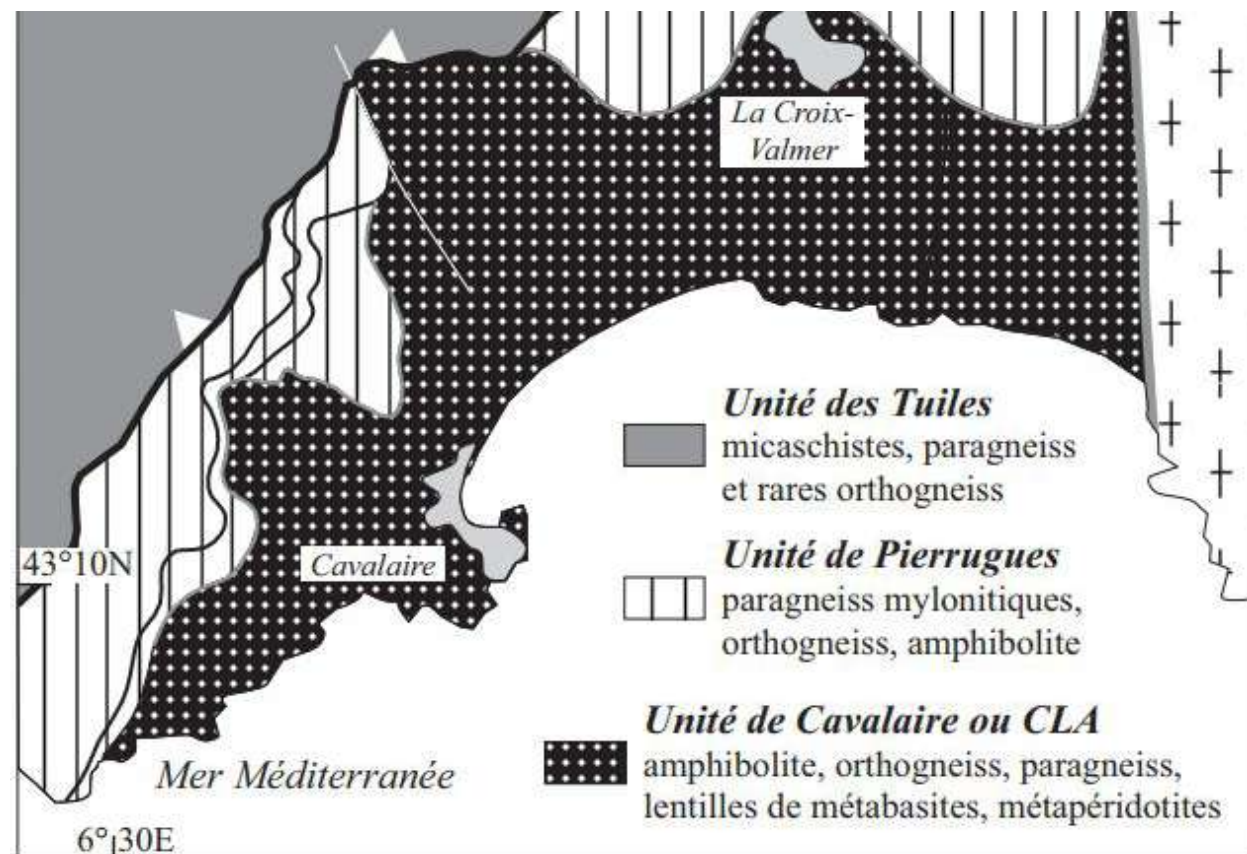 La Croix-
Valmer
Unité des Tuiles
micaschistes, paragneiss
et rares orthogneiss
43°10N
Cavalaire
Unité de Pierrugues
paragneiss mylonitiques,
orthogneiss, amphibolite
Unité de Cavalaire ou CLA
amphibolite, orthogneiss, paragneiss,
lentilles de métabasites, métapéridotites
Mer Méditerranée
6°30E